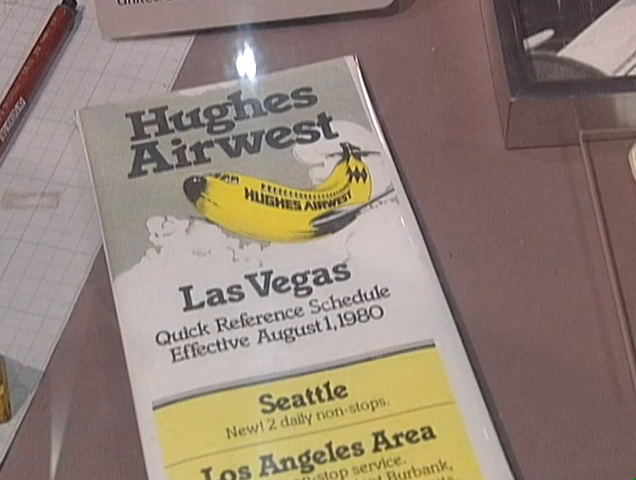 Hughes
Airwest
HUGHES AIRWEST
Las Vegas
Quick Reference Schedule
Effective August 1, 1980
Seattle
New! 2 daily non-stops.
Los Angeles Area
-stop service.
Burbank,